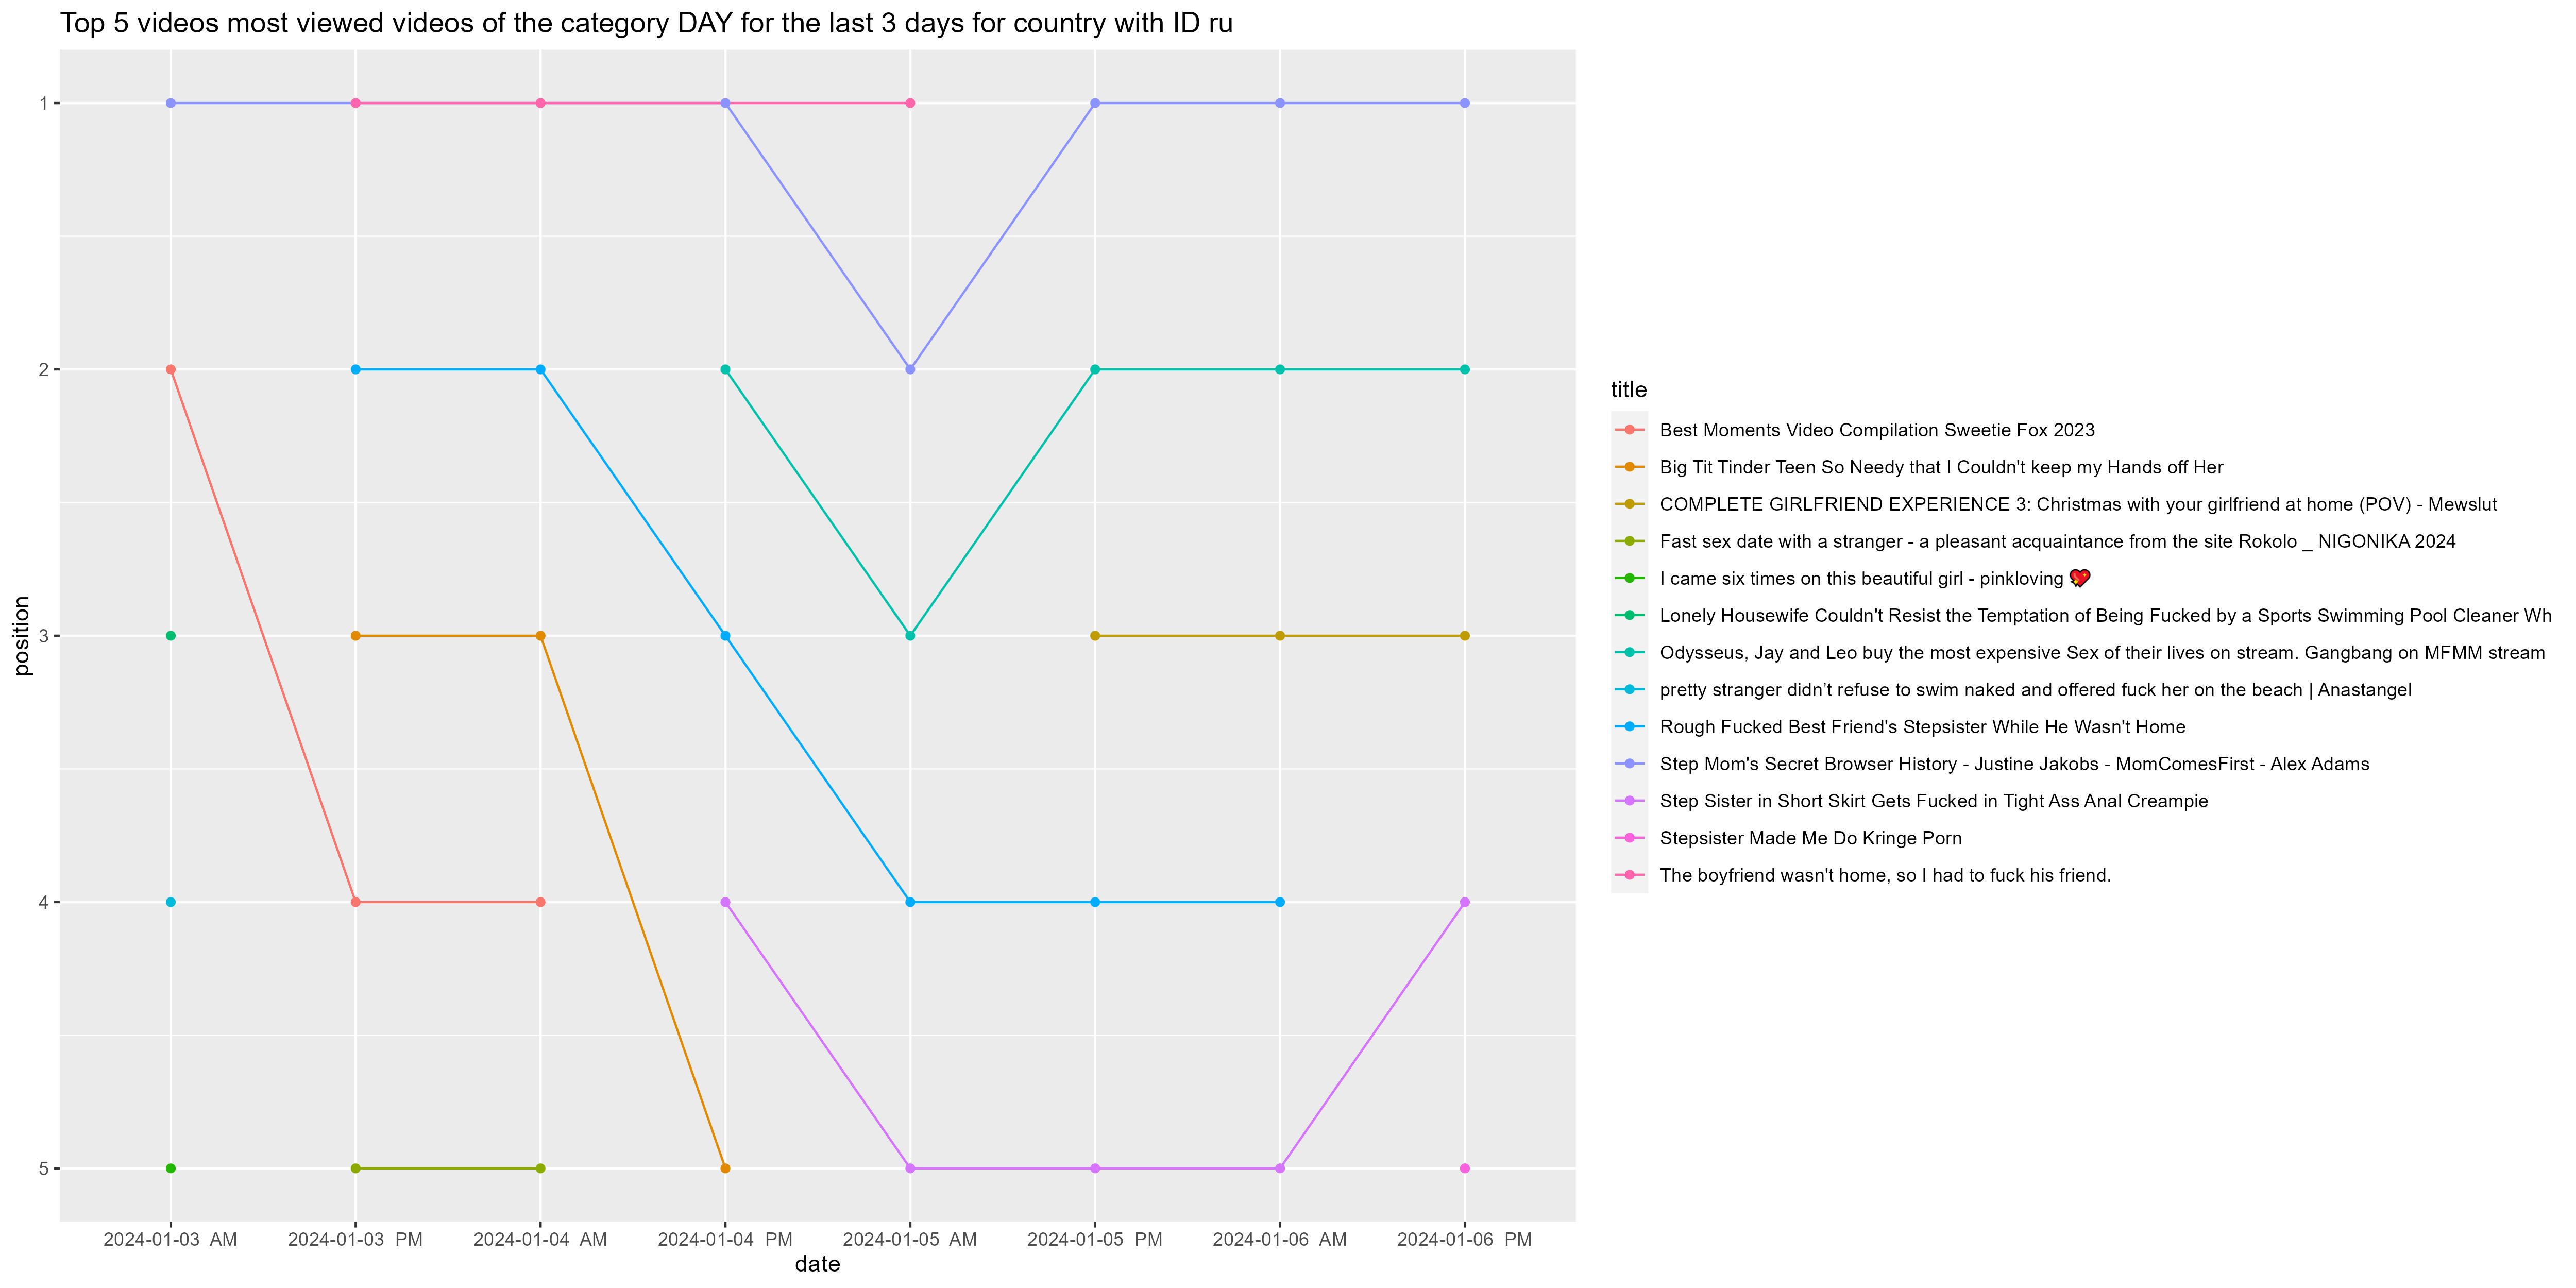 Top 5 videos most viewed videos of the category DAY for the last 3 days for country with ID ru
position
1
2
3
4
5
2024-01-03 AM
2024-01-03 PM
2024-01-04 AM
2024-01-04 PM
2024-01-05 AM
2024-01-05 PM
2024-01-06 AM
2024-01-06 PM
date
title
Best Moments Video Compilation Sweetie Fox 2023
Big Tit Tinder Teen So Needy that I Couldn't keep my Hands off Her
COMPLETE GIRLFRIEND EXPERIENCE 3: Christmas with your girlfriend at home (POV) - Mewslut
Fast sex date with a stranger - a pleasant acquaintance from the site Rokolo _ NIGONIKA 2024
I came six times on this beautiful girl - pinkloving 💖
Lonely Housewife Couldn't Resist the Temptation of Being Fucked by a Sports Swimming Pool Cleaner Wh
Odysseus, Jay and Leo buy the most expensive Sex of their lives on stream. Gangbang on MFMM stream
pretty stranger didn’t refuse to swim naked and offered fuck her on the beach | Anastangel
Rough Fucked Best Friend's Stepsister While He Wasn't Home
Step Mom's Secret Browser History - Justine Jakobs - MomComesFirst - Alex Adams
Step Sister in Short Skirt Gets Fucked in Tight Ass Anal Creampie
Stepsister Made Me Do Kringe Porn
The boyfriend wasn't home, so I had to fuck his friend.